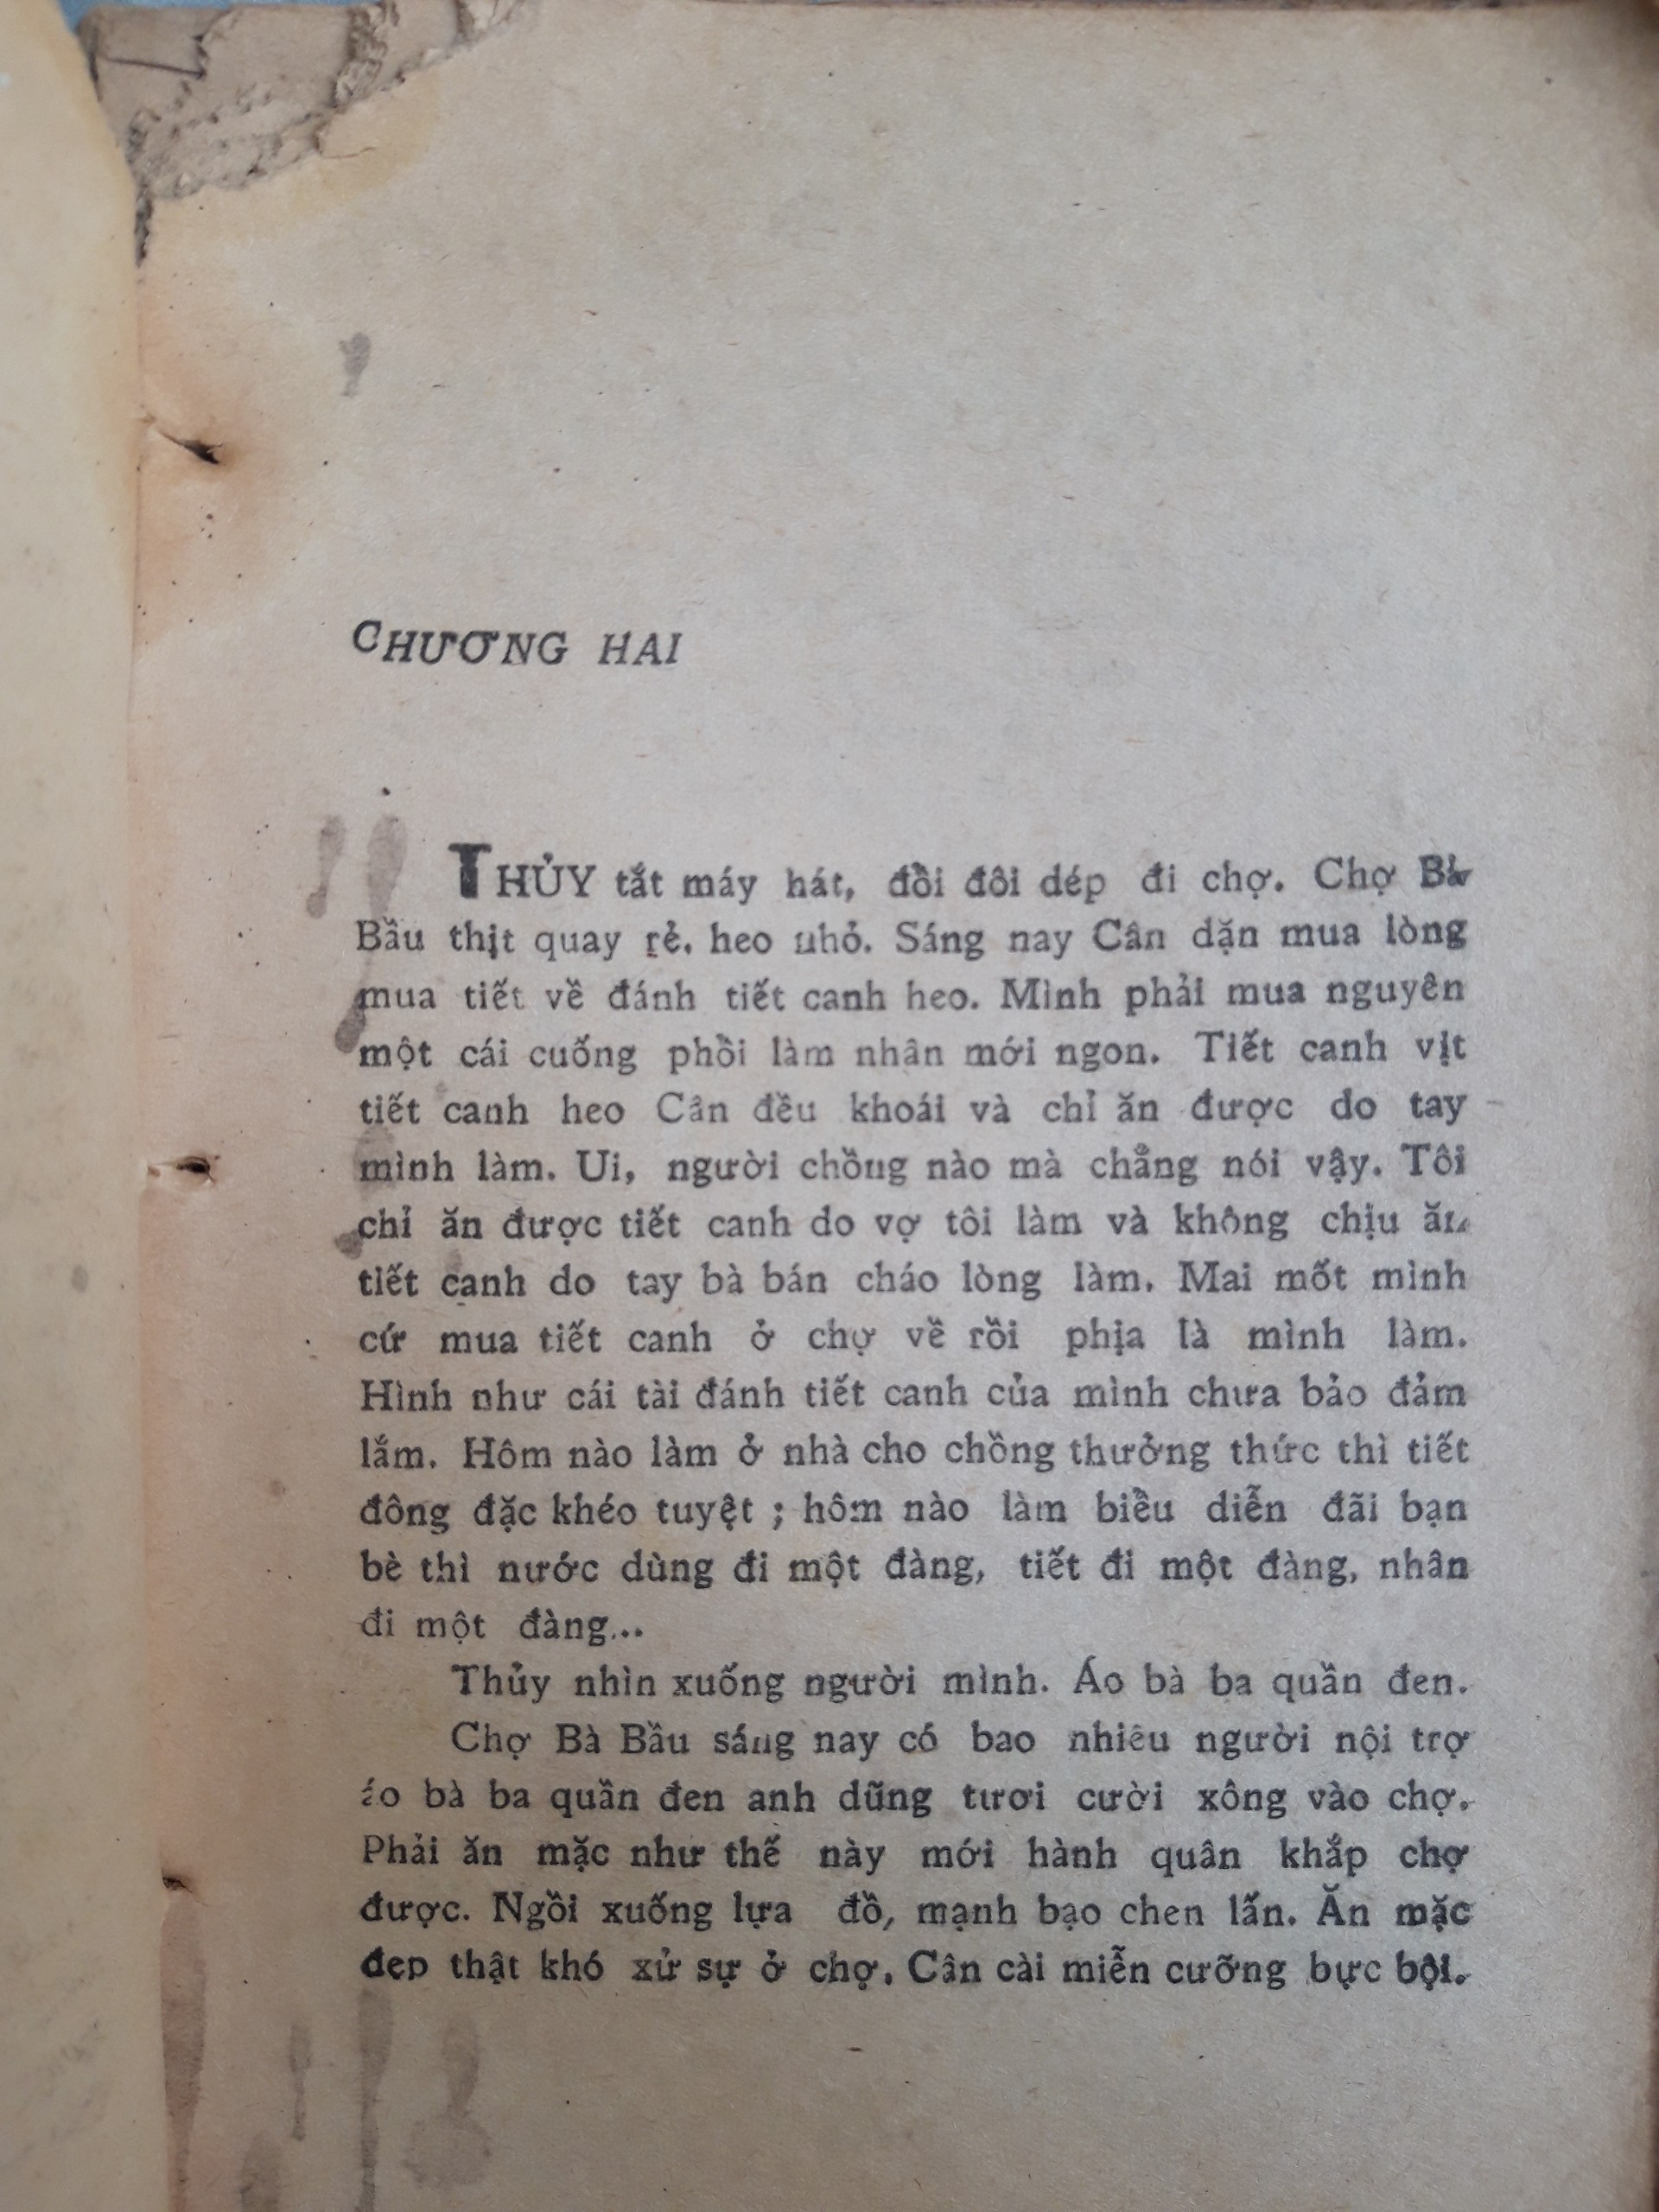 CHƯƠNG HAI
THỦY tắt máy hát, đồi đôi dép đi chợ. Chợ Bà
Bầu thịt quay rẻ, heo nhỏ. Sáng nay Cân dặn mua lòng
mua tiết về đánh tiết canh heo. Mình phải mua nguyên
một cái cuống phồi làm nhân mới ngon. Tiết canh vịt
tiết canh heo Cân đều khoái và chỉ ăn được do tay
mình làm. Ui, người chồng nào mà chẳng nói vậy. Tôi
chỉ ăn được tiết canh do vợ tôi làm và không chịu ăn
tiết canh do tay bà bán cháo lòng làm. Mai mốt mình
cứ mua tiết canh ở chợ về rồi phịa là mình làm.
Hình như cái tài đánh tiết canh của mình chưa bảo đảm
lắm. Hôm nào làm ở nhà cho chồng thưởng thức thì tiết
đông đặc khéo tuyệt ; hôm nào làm biều diễn đãi bạn
bè thì nước dùng đi một đàng, tiết đi một đàng, nhân
đi một đàng...
Thủy nhìn xuống người mình. Áo bà ba quần đen.
Chợ Bà Bầu sáng nay có bao nhiêu người nội trợ
áo bà ba quần đen anh dũng tươi cười xông vào chợ.
Phải ăn mặc như thế này mới hành quân khắp chợ
được. Ngồi xuống lựa đồ, mạnh bạo chen lấn. Ăn mặc
đẹp thật khó xử sự ở chợ. Cân cài miễn cưỡng bực bội.